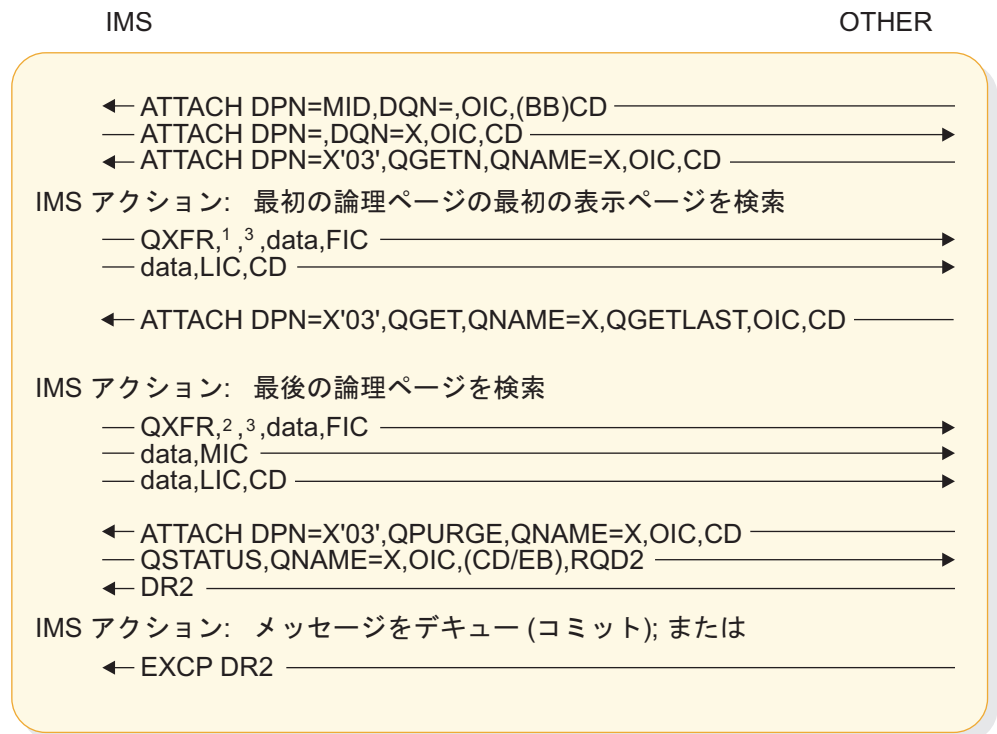 IMS OTHER
ATTACH DPN=MID,DQN=,OIC,(BB)CD
ATTACH DPN=,DQN=X,OIC,CD
ATTACH DPN=X'03',QGETN,QNAME=X,OIC,CD
IMS アクション: 最初の論理ページの最初の表示ページを検索
QXFR,¹,³,data,FIC
data,LIC,CD
ATTACH DPN=X'03',QGET,QNAME=X,QGETLAST,OIC,CD
IMS アクション: 最後の論理ページを検索
QXFR,²,³,data,FIC
data,MIC
data,LIC,CD
ATTACH DPN=X'03',QPURGE,QNAME=X,OIC,CD
QSTATUS,QNAME=X,OIC,(CD/EB),RQD2
DR2
IMS アクション: メッセージをデキュー (コミット); または
EXCP DR2